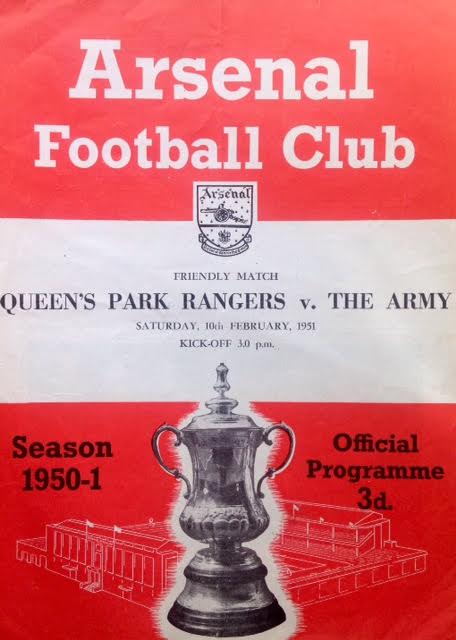 Arsenal
Football Club
Arsenal
FRIENDLY MATCH
QUEEN'S PARK RANGERS v. THE ARMY
SATURDAY, 10th FEBRUARY, 1951
KICK-OFF 3.0 p.m.
Season
1950-1
Official
Programme
3d.